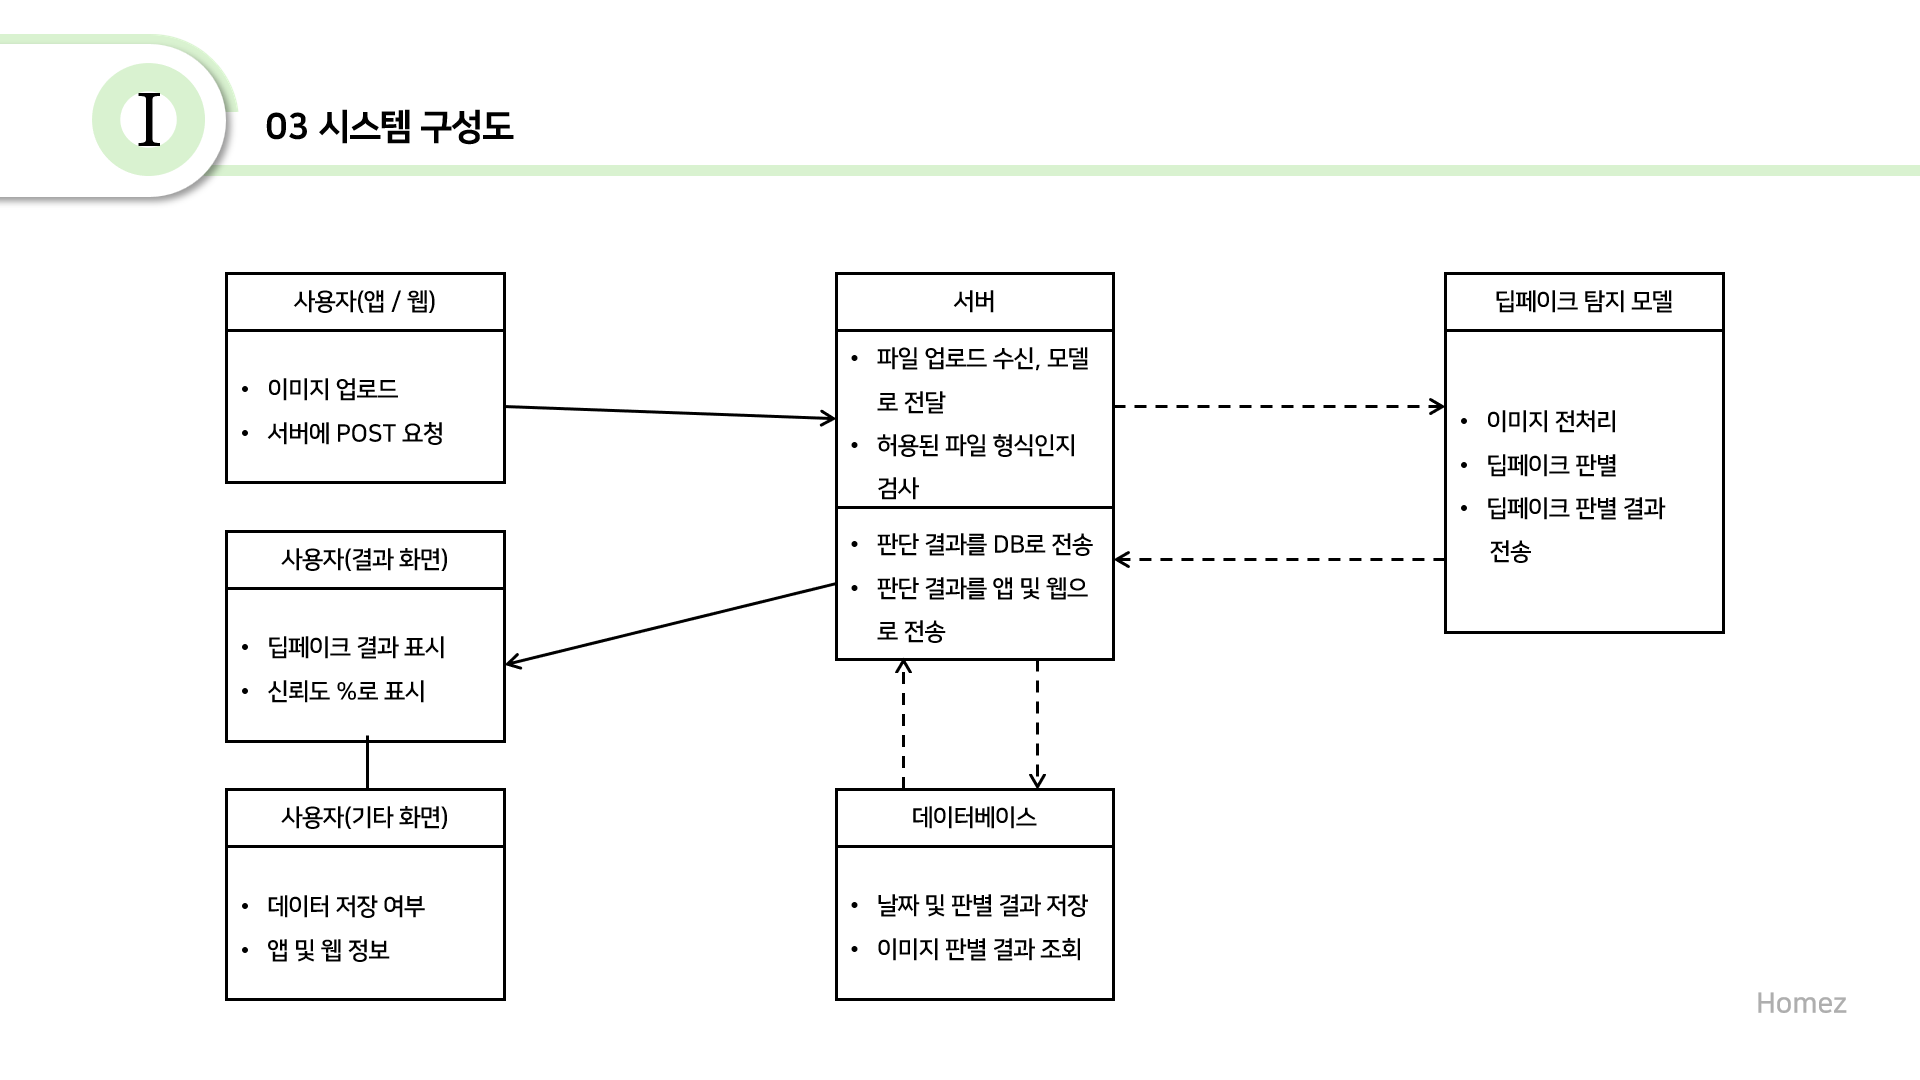 I
03 시스템 구성도
사용자(앱 / 웹)
• 이미지 업로드
• 서버에 POST 요청
서버
• 파일 업로드 수신, 모델
로 전달
• 허용된 파일 형식인지
검사
• 판단 결과를 DB로 전송
• 판단 결과를 앱 및 웹으
로 전송
딥페이크 탐지 모델
• 이미지 전처리
• 딥페이크 판별
• 딥페이크 판별 결과
전송
사용자(결과 화면)
• 딥페이크 결과 표시
• 신뢰도 %로 표시
사용자(기타 화면)
• 데이터 저장 여부
• 앱 및 웹 정보
데이터베이스
• 날짜 및 판별 결과 저장
• 이미지 판별 결과 조회
Homez